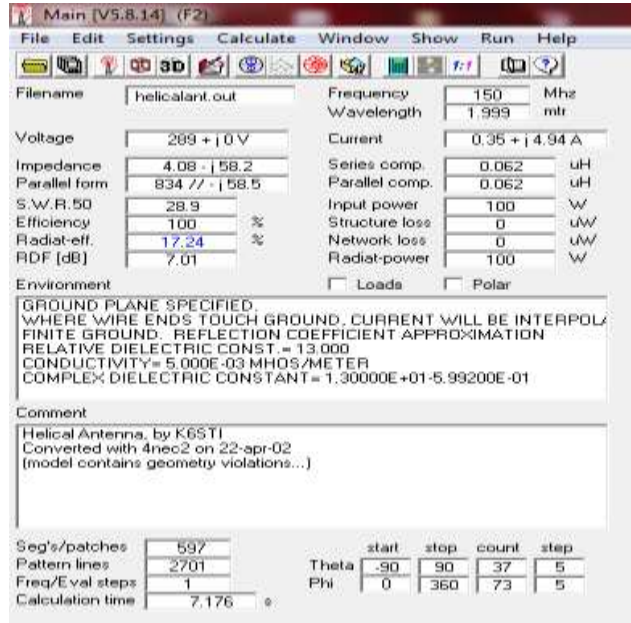 Main [V5.8.14] (F2)
File Edit Settings Calculate Window Show Run Help
3D 1:1
Filename helicalant.out Frequency 150 Mhz
Wavelength 1.999 mtr
Voltage 289 + j 0 V Current 0.35 + j 4.94 A
Impedance 4.08 - j 58.2 Series comp. 0.062 uH
Parallel form 834 // - j 58.5 Parallel comp. 0.062 uH
S.W.R.50 28.9 Input power 100 W
Efficiency 100 % Structure loss 0 uW
Radiat-eff. 17.24 % Network loss 0 uW
RDF [dB] 7.01 Radiat-power 100 W
Environment Loads Polar
GROUND PLANE SPECIFIED.
WHERE WIRE ENDS TOUCH GROUND, CURRENT WILL BE INTERPOLA
FINITE GROUND. REFLECTION COEFFICIENT APPROXIMATION
RELATIVE DIELECTRIC CONST.= 13.000
CONDUCTIVITY= 5.000E-03 MHOS/METER
COMPLEX DIELECTRIC CONSTANT= 1.30000E+01-5.99200E-01
Comment
Helical Antenna, by K6STI
Converted with 4nec2 on 22-apr-02
(model contains geometry violations...)
Seg's/patches 597 start stop count step
Pattern lines 2701 Theta -90 90 37 5
Freq/Eval steps 1 Phi 0 360 73 5
Calculation time 7.176 s